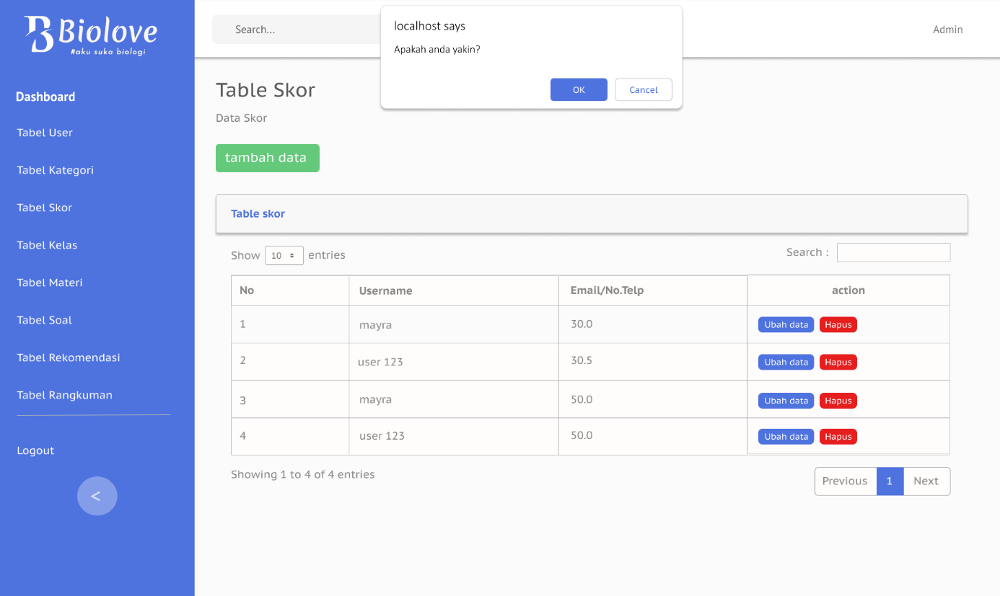 Biolove
#aku suka biologi
Dashboard
Tabel User
Tabel Kategori
Tabel Skor
Tabel Kelas
Tabel Materi
Tabel Soal
Tabel Rekomendasi
Tabel Rangkuman
Logout
<
Search...
Admin
localhost says
Apakah anda yakin?
OK Cancel
Table Skor
Data Skor
tambah data
Table skor
Show 10 entries Search :
No Username Email/No.Telp action
1 mayra 30.0 Ubah data Hapus
2 user 123 30.5 Ubah data Hapus
3 mayra 50.0 Ubah data Hapus
4 user 123 50.0 Ubah data Hapus
Showing 1 to 4 of 4 entries
Previous 1 Next